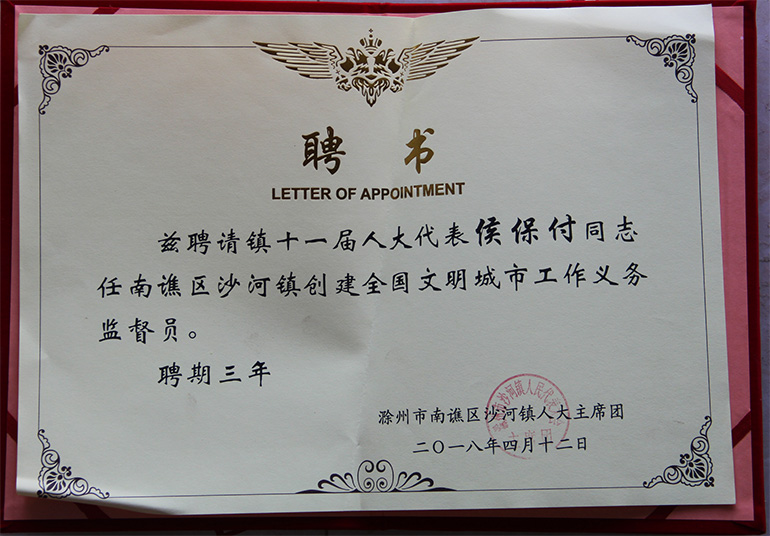 聘 书
LETTER OF APPOINTMENT
兹聘请镇十一届人大代表侯保付同志
任南谯区沙河镇创建全国文明城市工作义务
监督员。
聘期三年
滁州市南谯区沙河镇人大主席团
二〇一八年四月十二日